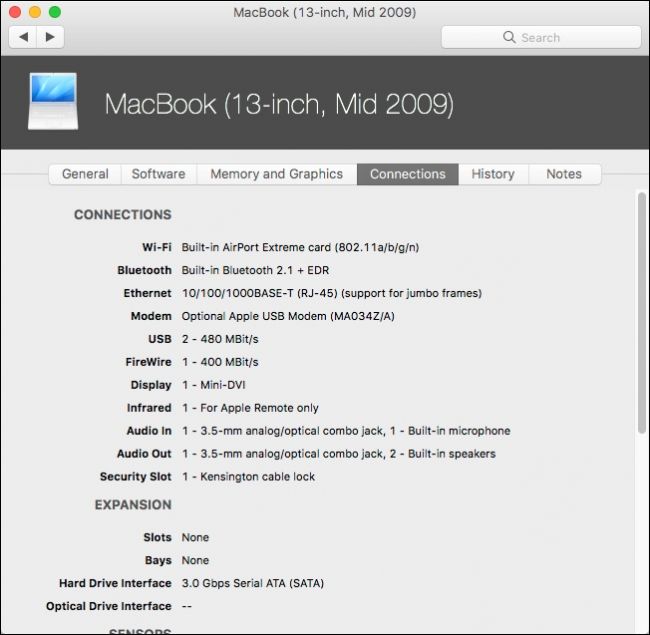 MacBook (13-inch, Mid 2009)
Search
MacBook (13-inch, Mid 2009)
General Software Memory and Graphics Connections History Notes
CONNECTIONS
Wi-Fi Built-in AirPort Extreme card (802.11a/b/g/n)
Bluetooth Built-in Bluetooth 2.1 + EDR
Ethernet 10/100/1000BASE-T (RJ-45) (support for jumbo frames)
Modem Optional Apple USB Modem (MA034Z/A)
USB 2 - 480 MBit/s
FireWire 1 - 400 MBit/s
Display 1 - Mini-DVI
Infrared 1 - For Apple Remote only
Audio In 1 - 3.5-mm analog/optical combo jack, 1 - Built-in microphone
Audio Out 1 - 3.5-mm analog/optical combo jack, 2 - Built-in speakers
Security Slot 1 - Kensington cable lock
EXPANSION
Slots None
Bays None
Hard Drive Interface 3.0 Gbps Serial ATA (SATA)
Optical Drive Interface --
SENSORS